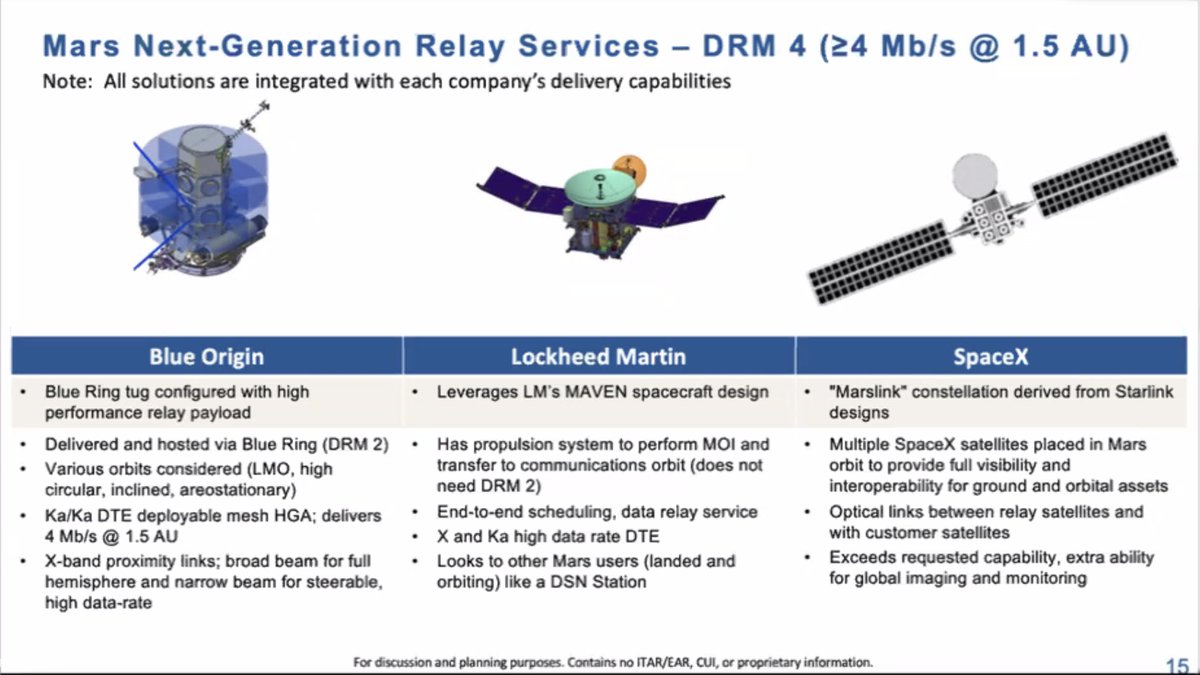 Mars Next-Generation Relay Services – DRM 4 (≥4 Mb/s @ 1.5 AU)
Note: All solutions are integrated with each company's delivery capabilities
Blue Origin
• Blue Ring tug configured with high
performance relay payload
• Delivered and hosted via Blue Ring (DRM 2)
• Various orbits considered (LMO, high
circular, inclined, areostationary)
• Ka/Ka DTE deployable mesh HGA; delivers
4 Mb/s @ 1.5 AU
• X-band proximity links; broad beam for full
hemisphere and narrow beam for steerable,
high data-rate
Lockheed Martin
• Leverages LM's MAVEN spacecraft design
• Has propulsion system to perform MOI and
transfer to communications orbit (does not
need DRM 2)
• End-to-end scheduling, data relay service
• X and Ka high data rate DTE
• Looks to other Mars users (landed and
orbiting) like a DSN Station
SpaceX
• "Marslink" constellation derived from Starlink
designs
• Multiple SpaceX satellites placed in Mars
orbit to provide full visibility and
interoperability for ground and orbital assets
• Optical links between relay satellites and
with customer satellites
• Exceeds requested capability, extra ability
for global imaging and monitoring
For discussion and planning purposes. Contains no ITAR/EAR, CUI, or proprietary information.
15